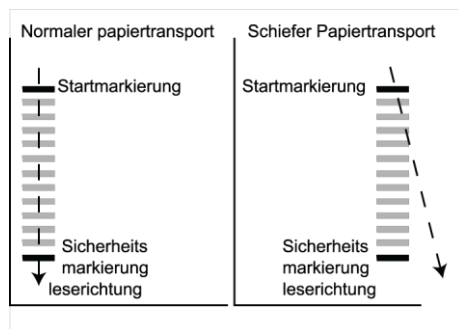 Normaler papiertransport
Startmarkierung
Sicherheits
markierung
leserichtung
Schiefer Papiertransport
Startmarkierung
Sicherheits
markierung
leserichtung